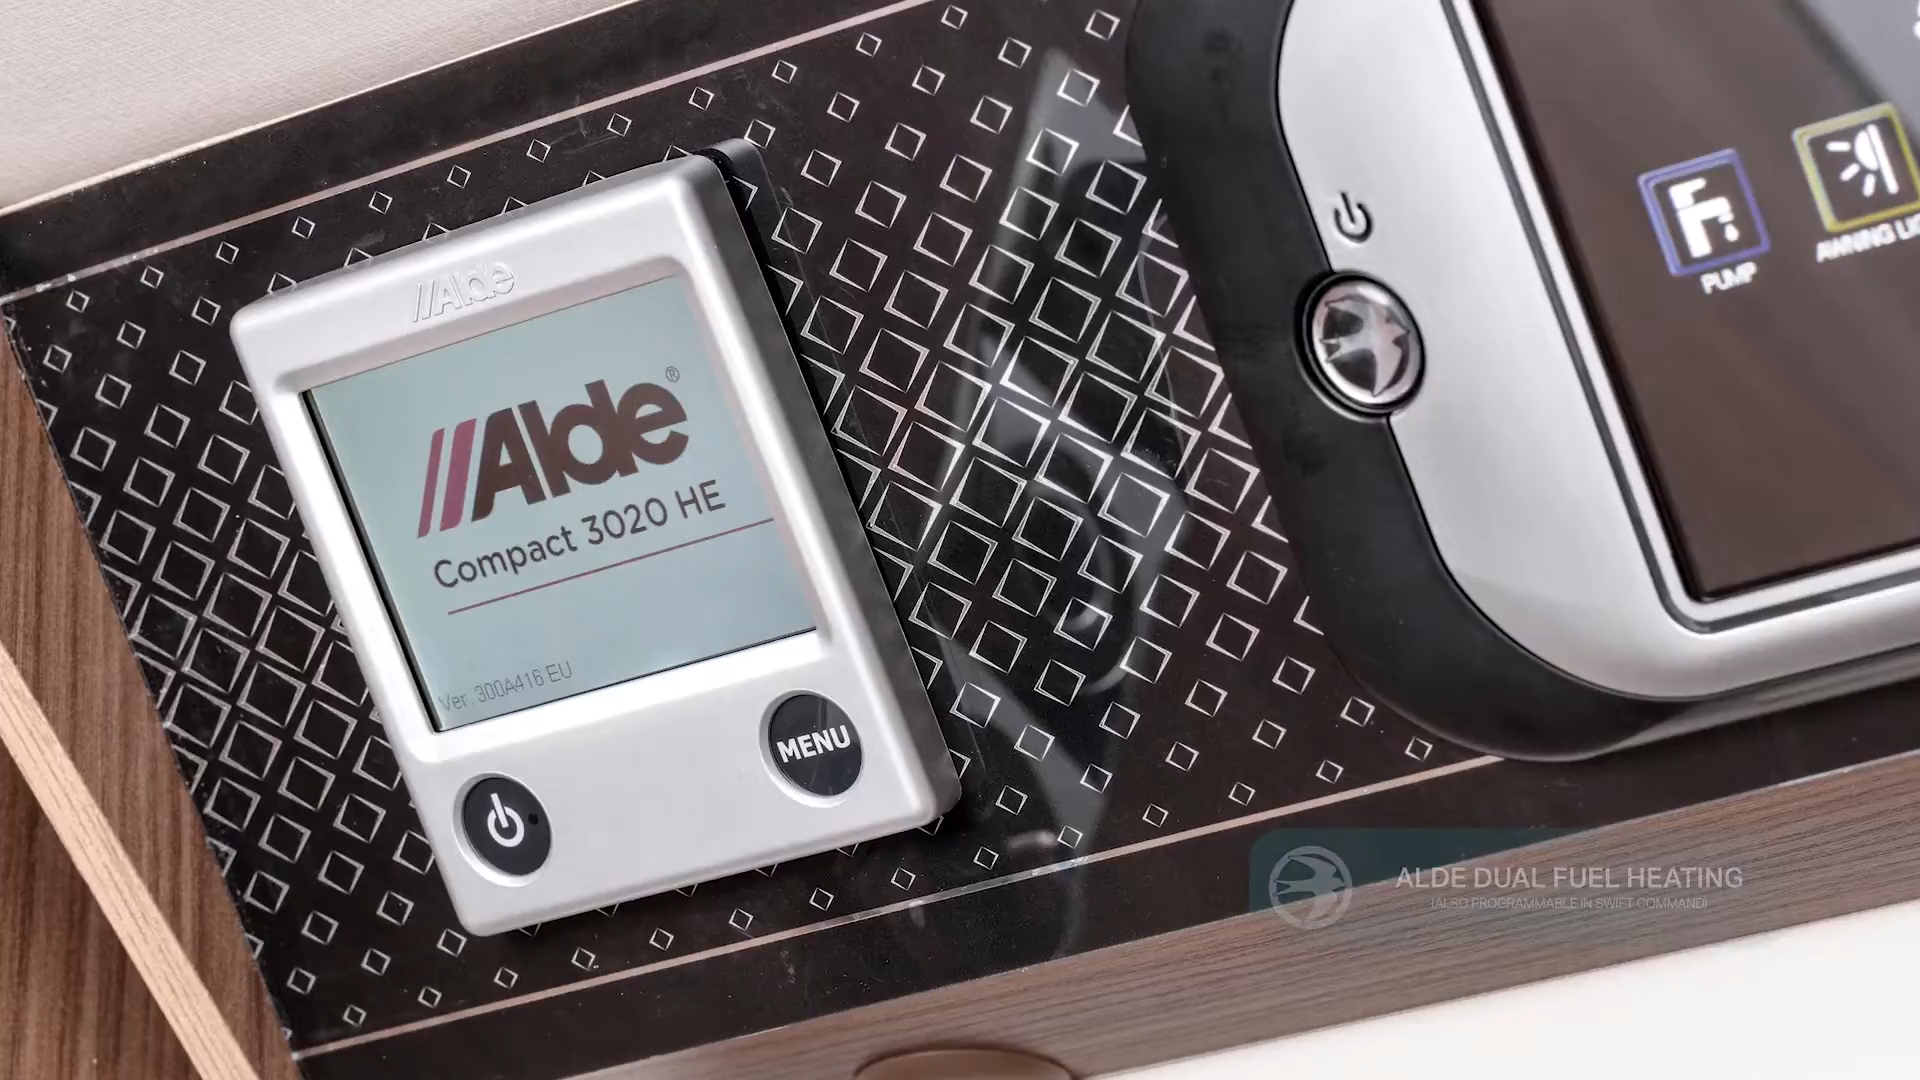 //Alde
//Alde®
Compact 3020 HE
Ver. 300A416 EU
MENU
PUMP
AWNING
ALDE DUAL FUEL HEATING
(ALSO PROGRAMMABLE IN SWIFT COMMAND)